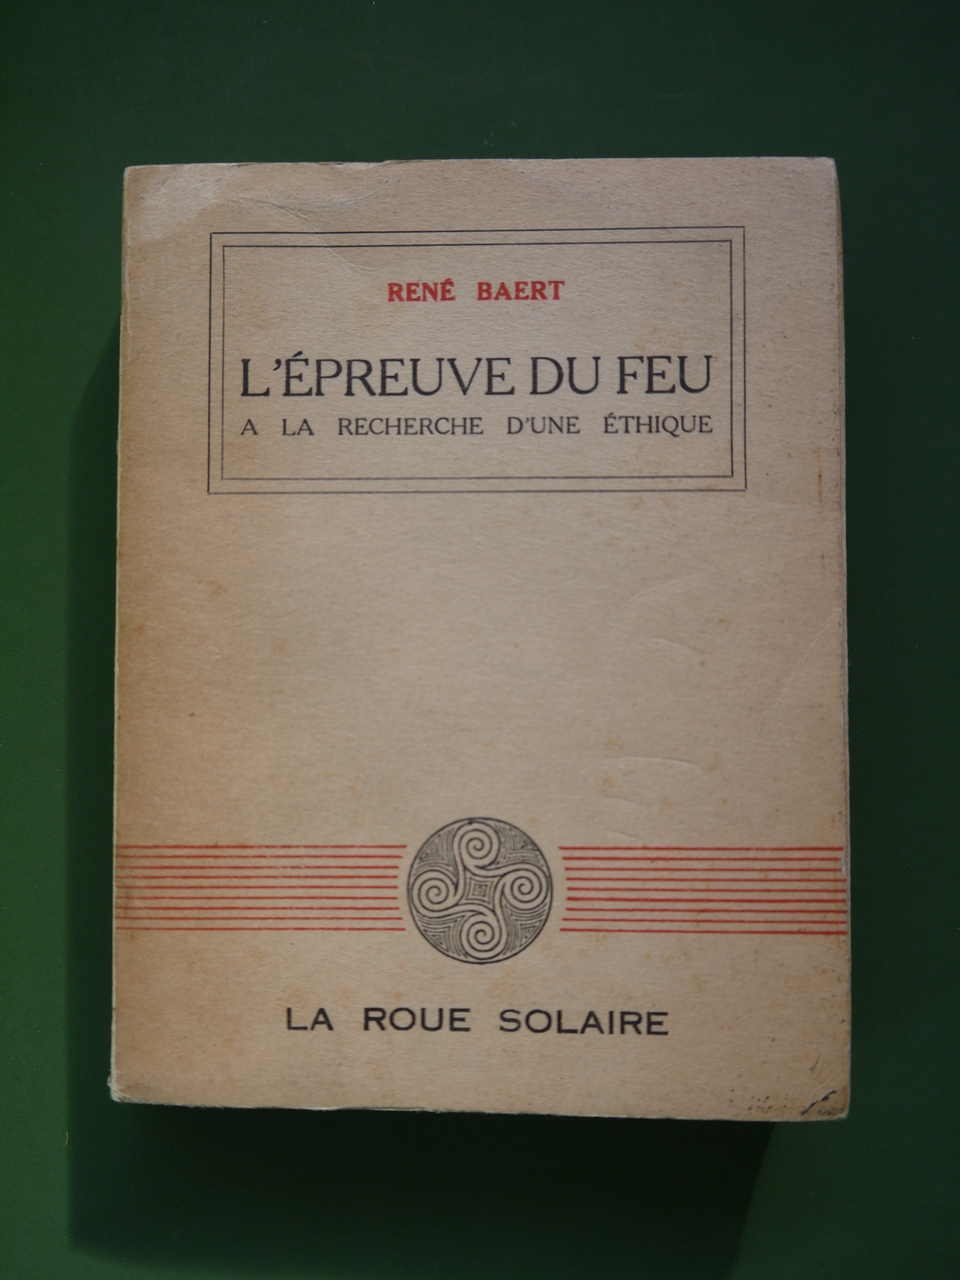 RENÉ BAERT
L'ÉPREUVE DU FEU
A LA RECHERCHE D'UNE ÉTHIQUE
LA ROUE SOLAIRE